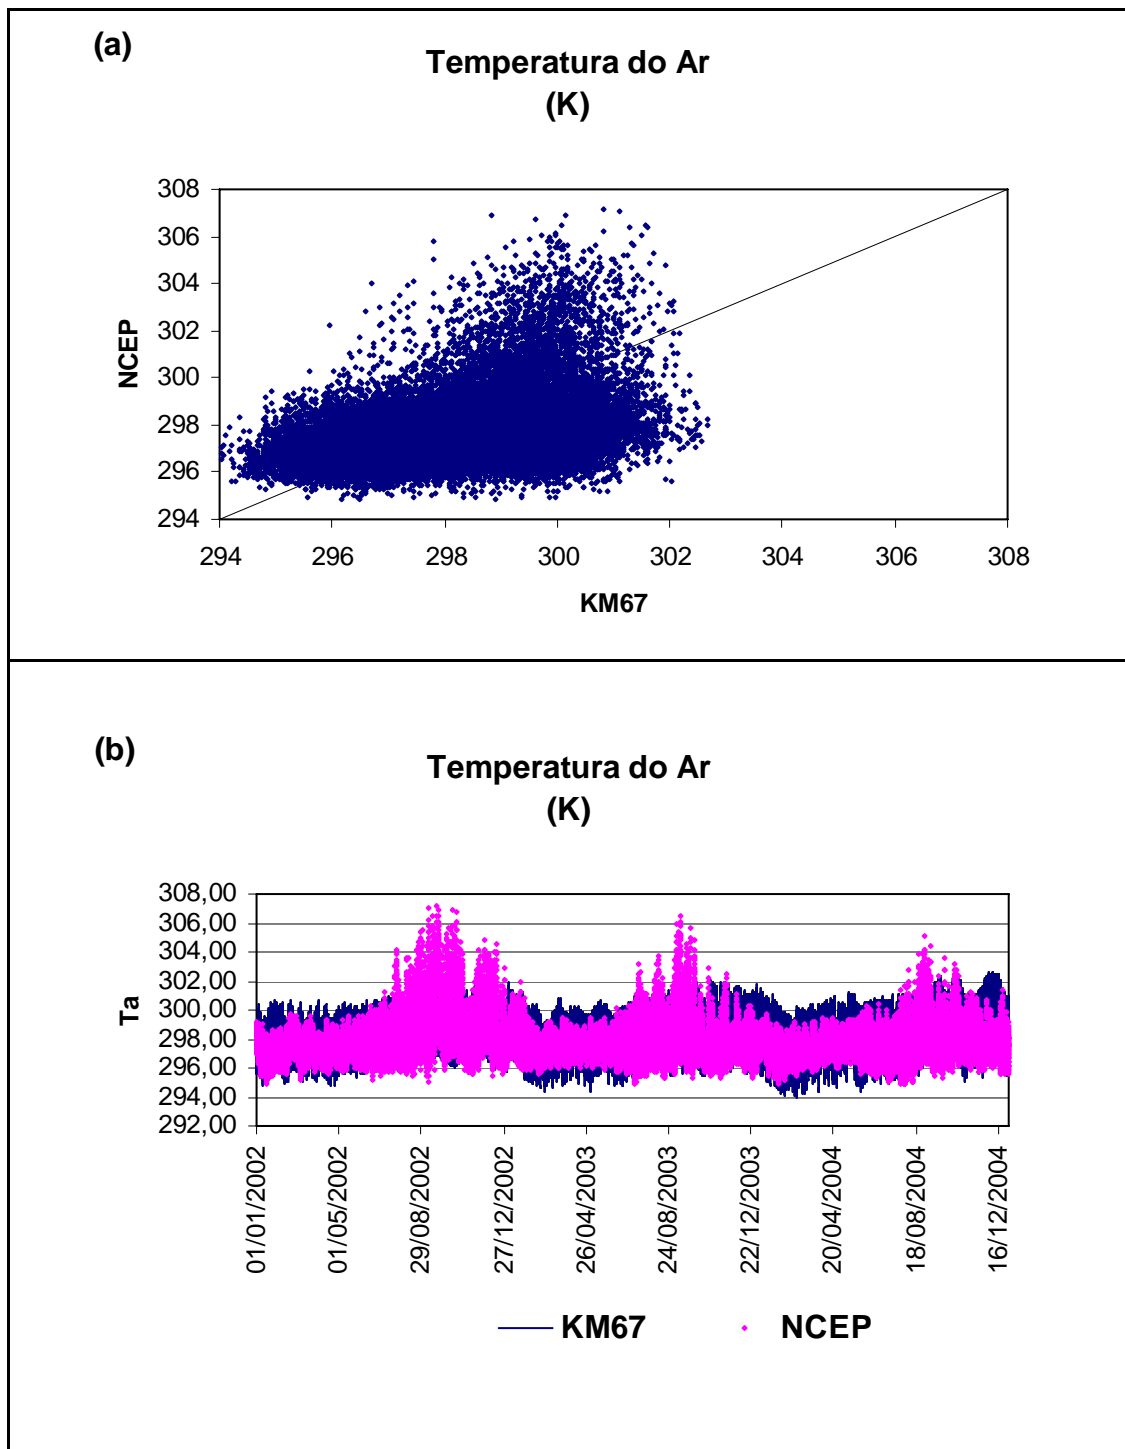 (a)
Temperatura do Ar
(K)
308
306
304
302
300
298
296
294
NCEP
294 296 298 300 302 304 306 308
KM67
(b)
Temperatura do Ar
(K)
308,00
306,00
304,00
302,00
300,00
298,00
296,00
294,00
292,00
Ta
01/01/2002
01/05/2002
29/08/2002
27/12/2002
26/04/2003
24/08/2003
22/12/2003
20/04/2004
18/08/2004
16/12/2004
KM67 NCEP